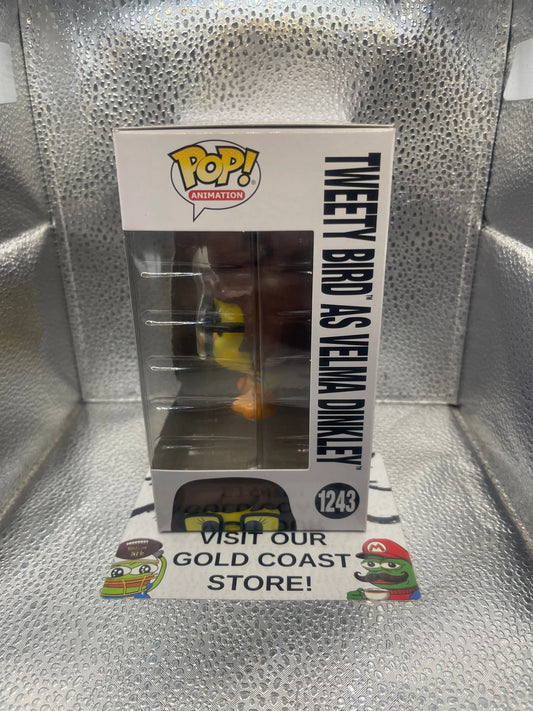 POP!
ANIMATION
TWEETY BIRD™ AS VELMA DINKLEY™
1243
VISIT OUR
GOLD COAST
STORE!